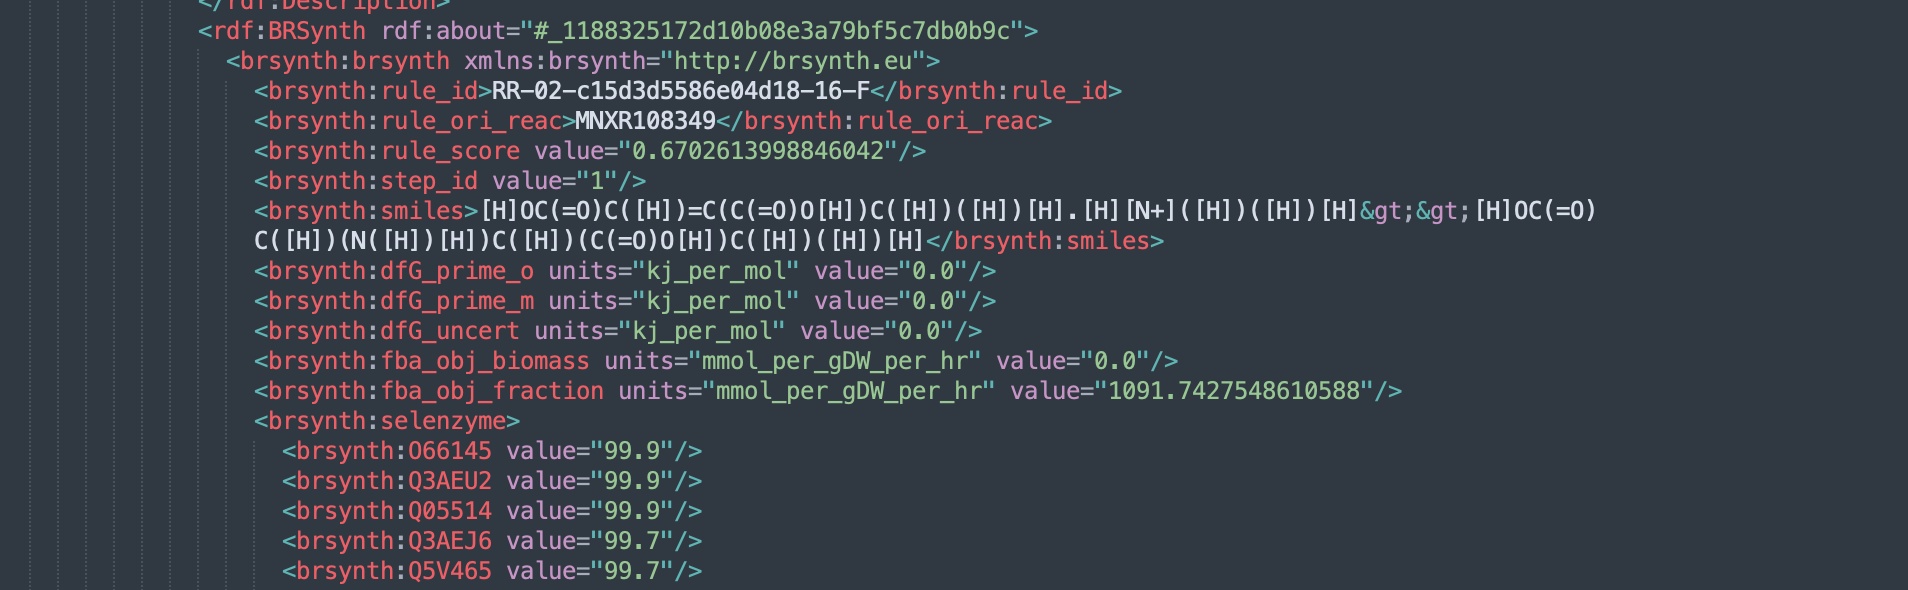 </rdf:Description>
<rdf:BRSynth rdf:about="#_1188325172d10b08e3a79bf5c7db0b9c">
<brsynth:brsynth xmlns:brsynth="http://brsynth.eu">
<brsynth:rule_id>RR-02-c15d3d5586e04d18-16-F</brsynth:rule_id>
<brsynth:rule_ori_reac>MNXR108349</brsynth:rule_ori_reac>
<brsynth:rule_score value="0.6702613998846042"/>
<brsynth:step_id value="1"/>
<brsynth:smiles>[H]OC(=O)C([H])=C(C(=O)O[H])C([H])([H])[H].[H][N+]([H])([H])[H]&gt;&gt;[H]OC(=O)
C([H])(N([H])[H])C([H])(C(=O)O[H])C([H])([H])[H]</brsynth:smiles>
<brsynth:dfG_prime_o units="kj_per_mol" value="0.0"/>
<brsynth:dfG_prime_m units="kj_per_mol" value="0.0"/>
<brsynth:dfG_uncert units="kj_per_mol" value="0.0"/>
<brsynth:fba_obj_biomass units="mmol_per_gDW_per_hr" value="0.0"/>
<brsynth:fba_obj_fraction units="mmol_per_gDW_per_hr" value="1091.7427548610588"/>
<brsynth:selenzyme>
<brsynth:O66145 value="99.9"/>
<brsynth:Q3AEU2 value="99.9"/>
<brsynth:Q05514 value="99.9"/>
<brsynth:Q3AEJ6 value="99.7"/>
<brsynth:Q5V465 value="99.7"/>